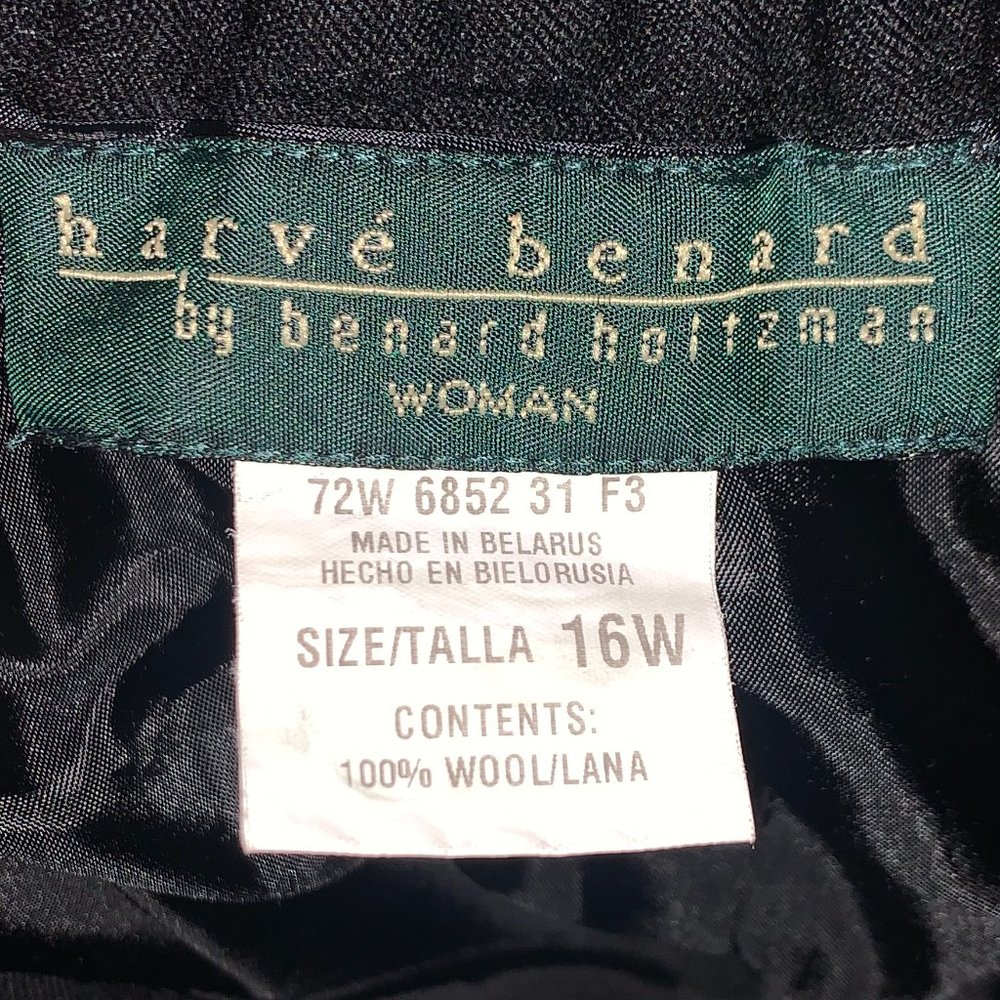 harvé benard
by benard holtzman
WOMAN
72W 6852 31 F3
MADE IN BELARUS
HECHO EN BIELORUSIA
SIZE/TALLA 16W
CONTENTS:
100% WOOL/LANA